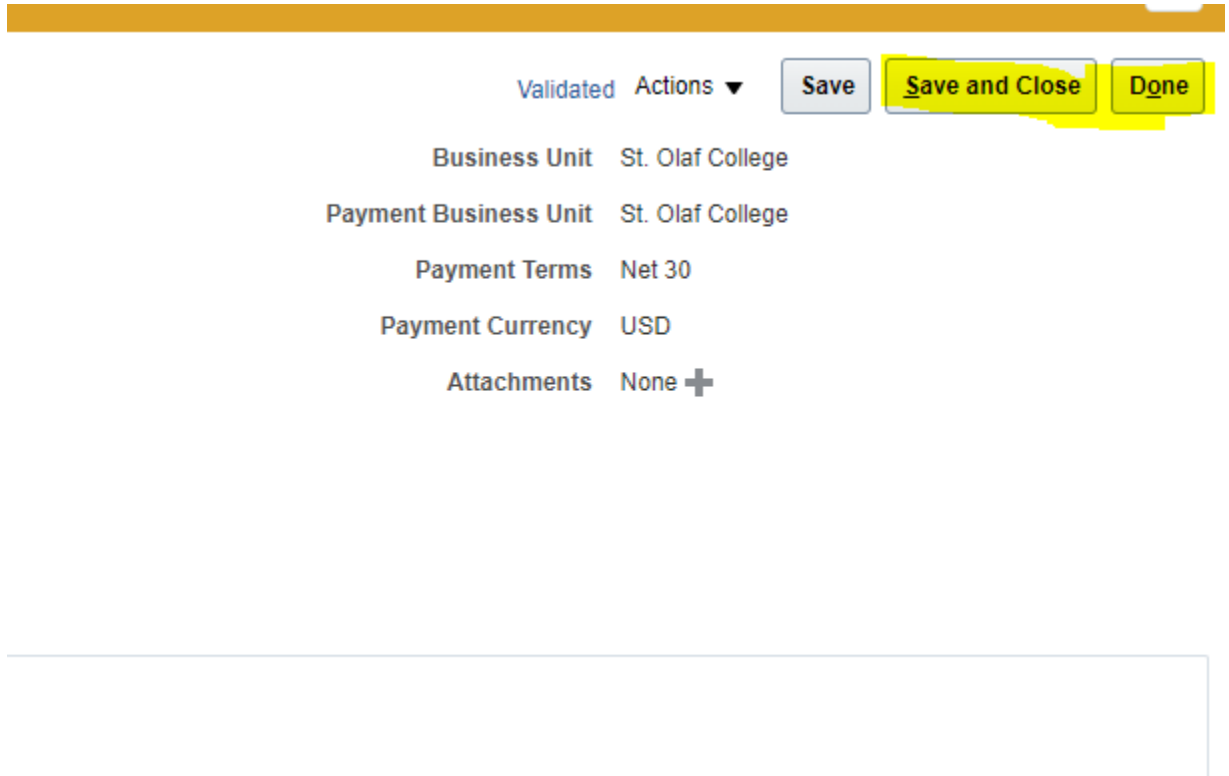 Validated Actions Save Save and Close Done
Business Unit St. Olaf College
Payment Business Unit St. Olaf College
Payment Terms Net 30
Payment Currency USD
Attachments None